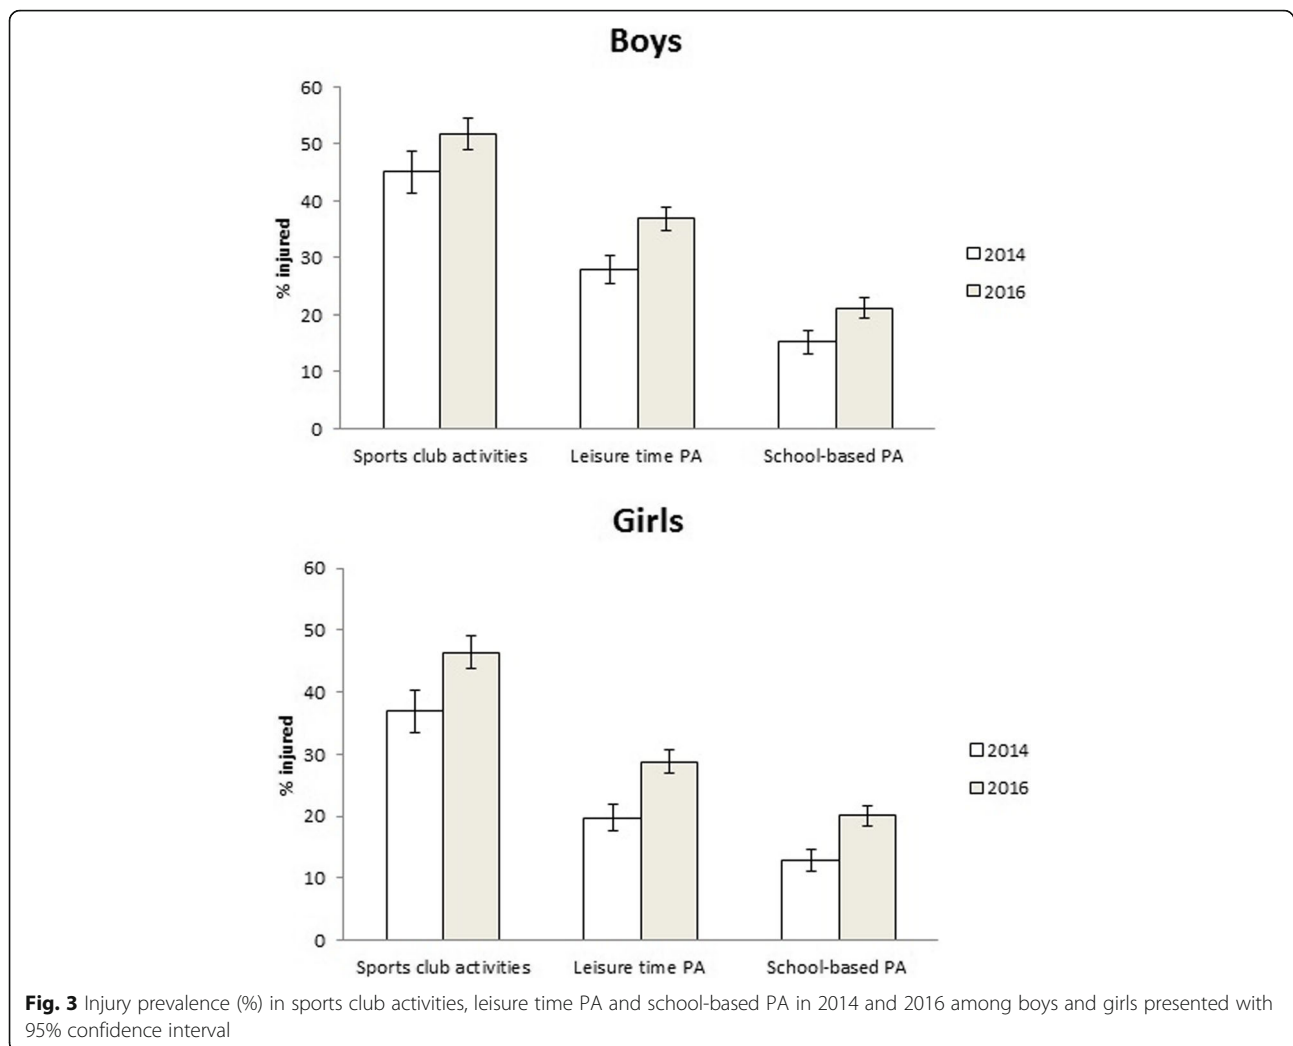 Boys
60
50
40
30
20
10
0
% injured
Sports club activities
Leisure time PA
School-based PA
2014
2016
Girls
60
50
40
30
20
10
0
% injured
Sports club activities
Leisure time PA
School-based PA
2014
2016
Fig. 3 Injury prevalence (%) in sports club activities, leisure time PA and school-based PA in 2014 and 2016 among boys and girls presented with
95% confidence interval